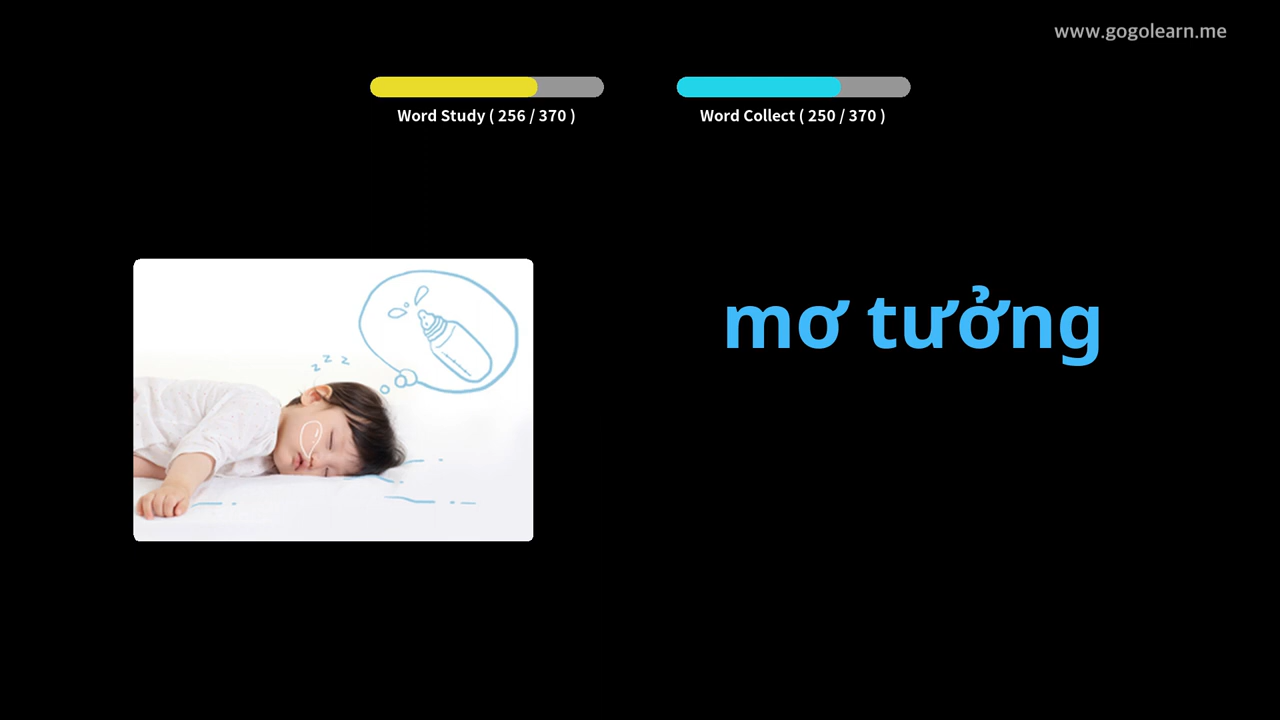 www.gogolearn.me
Word Study ( 256 / 370 )
Word Collect ( 250 / 370 )
z z z
mơ tưởng